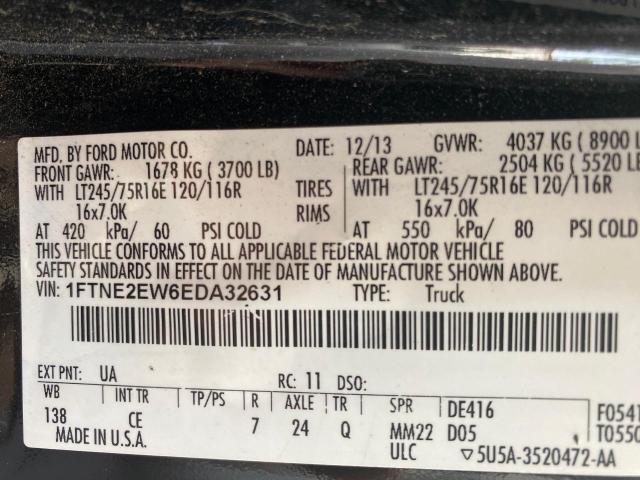 MFD. BY FORD MOTOR CO. DATE: 12/13 GVWR: 4037 KG ( 8900 L
FRONT GAWR: 1678 KG ( 3700 LB) REAR GAWR: 2504 KG ( 5520 LB
WITH LT245/75R16E 120/116R TIRES WITH LT245/75R16E 120/116R
16x7.0K RIMS 16x7.0K
AT 420 kPa/ 60 PSI COLD AT 550 kPa/ 80 PSI COLD
THIS VEHICLE CONFORMS TO ALL APPLICABLE FEDERAL MOTOR VEHICLE
SAFETY STANDARDS IN EFFECT ON THE DATE OF MANUFACTURE SHOWN ABOVE.
VIN: 1FTNE2EW6EDA32631 TYPE: Truck
EXT PNT: UA RC: 11 DSO:
WB INT TR TP/PS R AXLE TR SPR DE416 F0541
138 CE 7 24 Q MM22 D05 T0550
MADE IN U.S.A. ULC ▽5U5A-3520472-AA